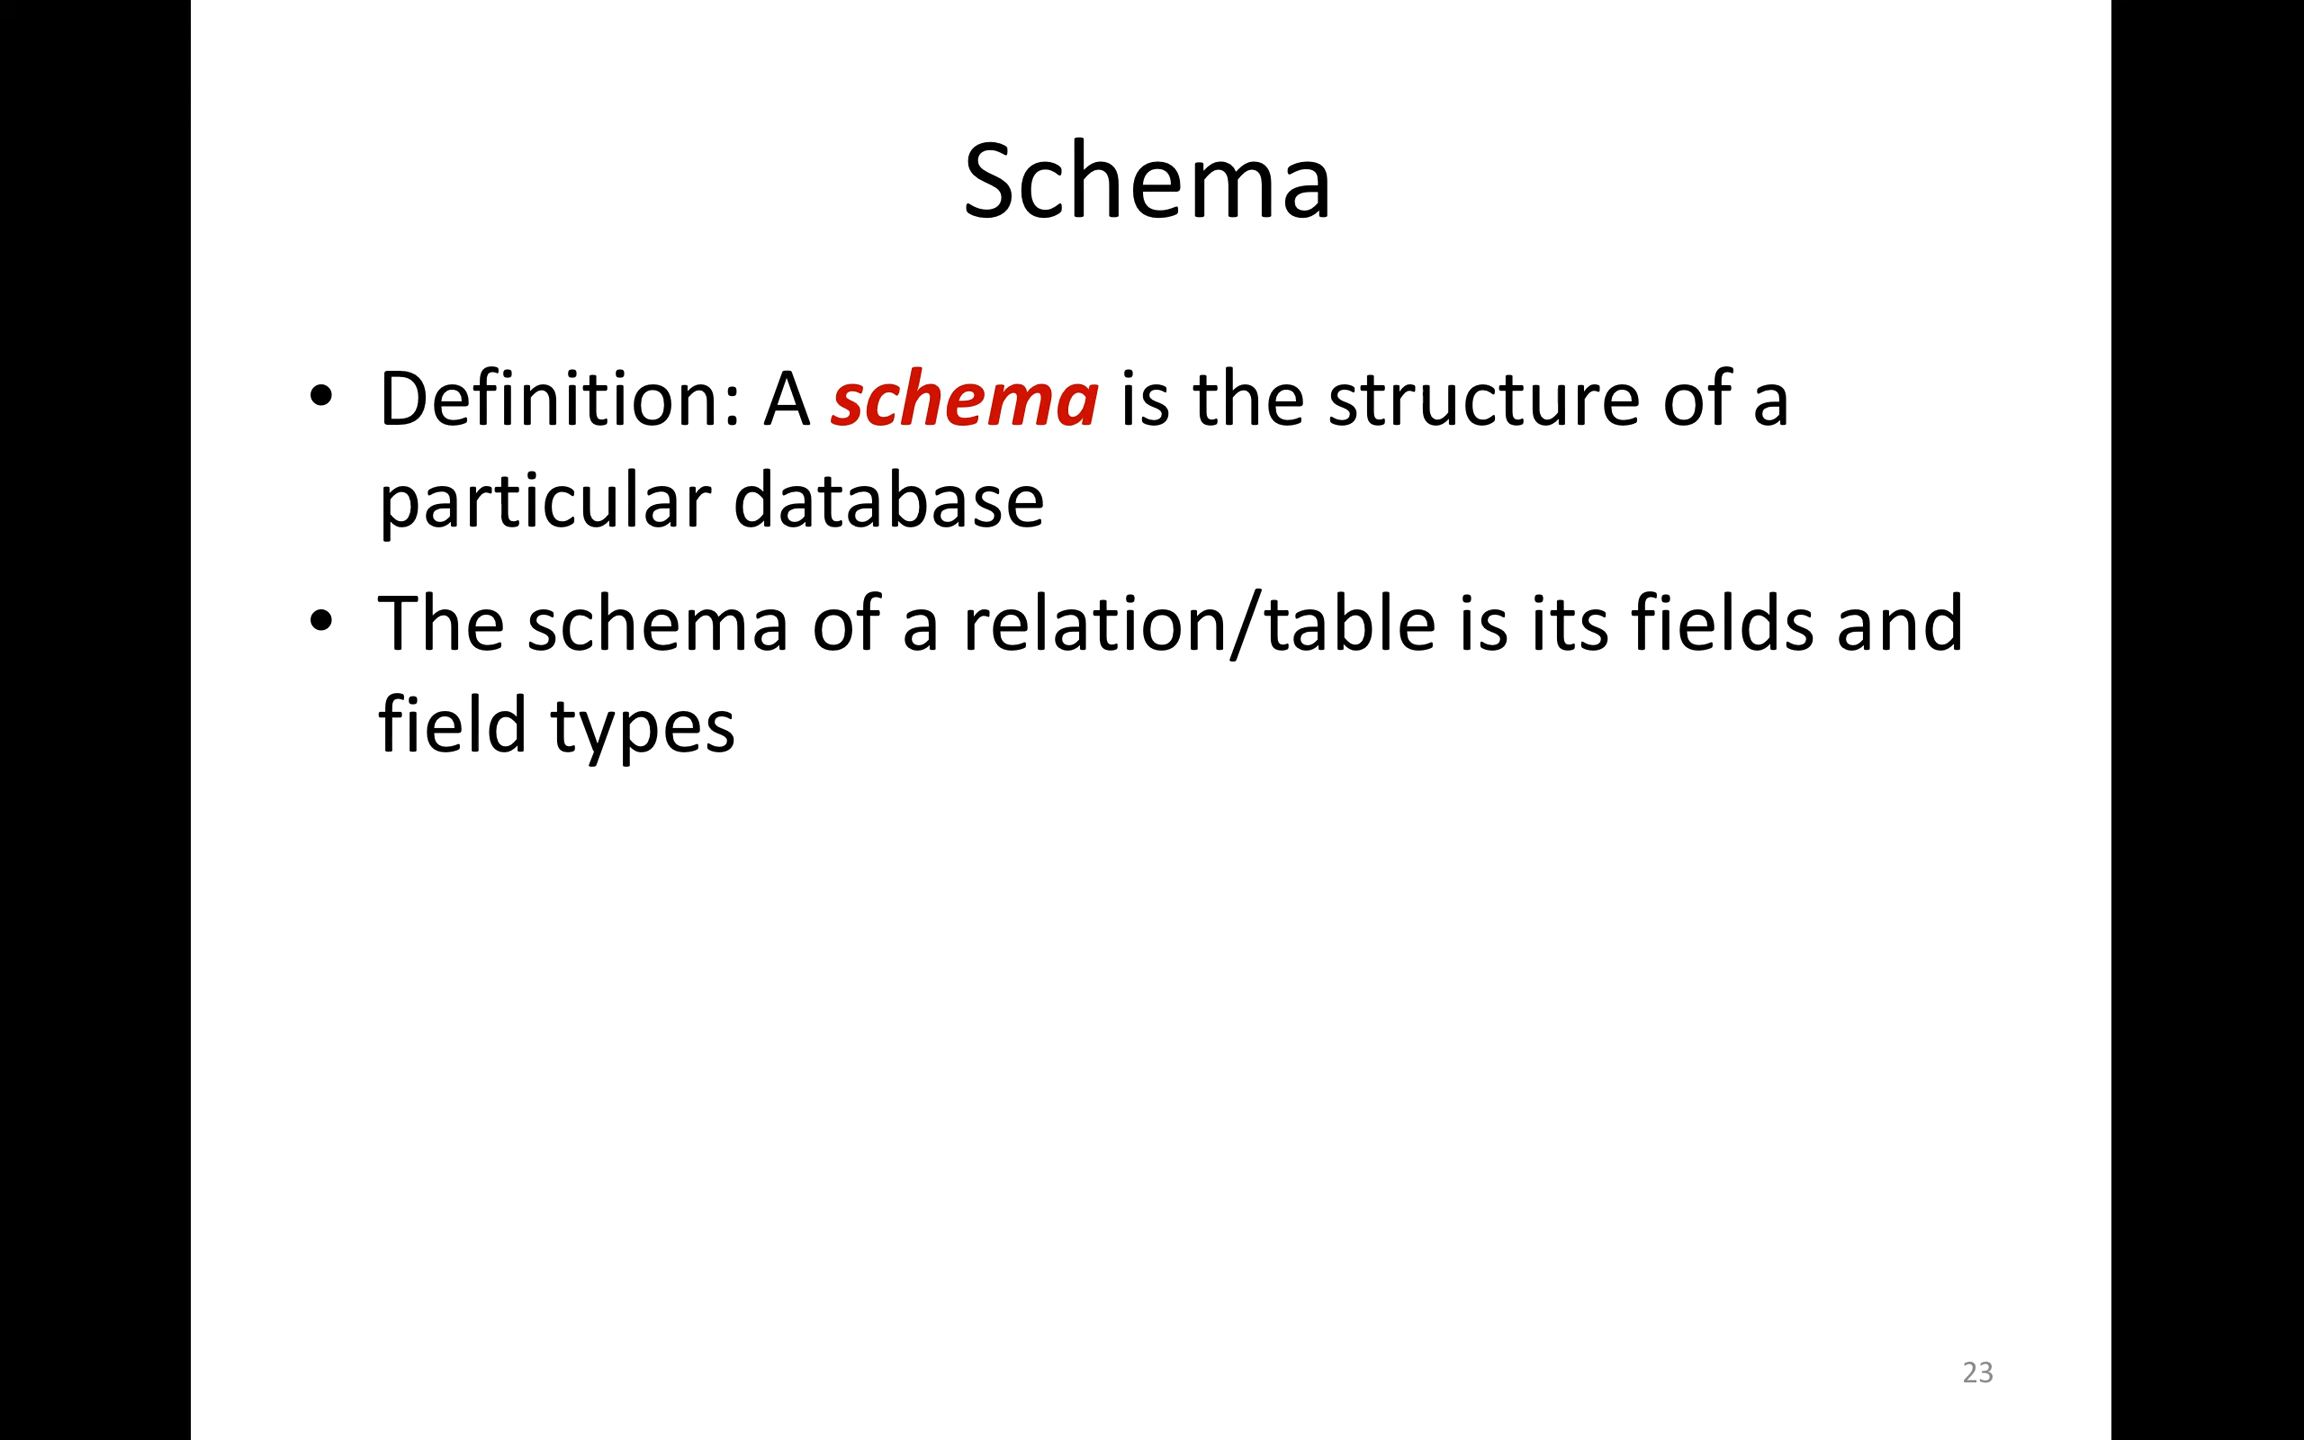 Schema
• Definition: A schema is the structure of a
particular database
• The schema of a relation/table is its fields and
field types
23